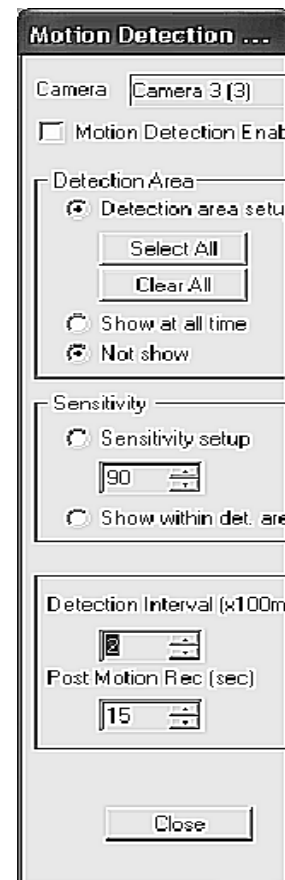 Motion Detection ...
Camera Camera 3 (3)
Motion Detection Enab
Detection Area
Detection area setu
Select All
Clear All
Show at all time
Not show
Sensitivity
Sensitivity setup
90
Show within det. are
Detection Interval (x100m
2
Post Motion Rec (sec)
15
Close